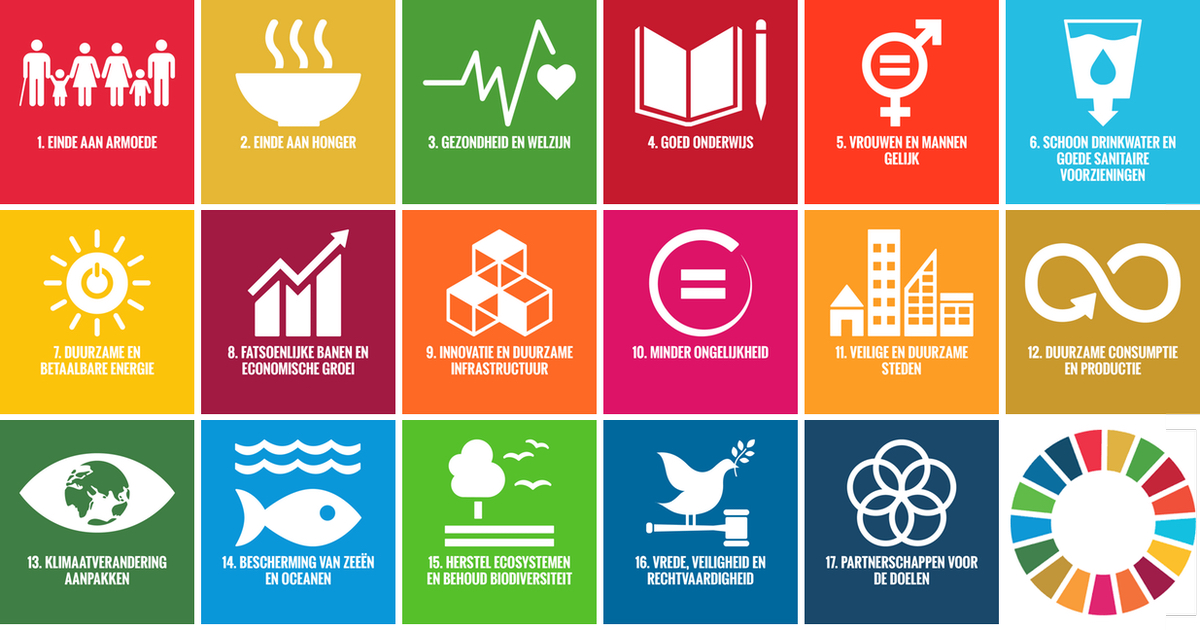 1. EINDE AAN ARMOEDE
2. EINDE AAN HONGER
3. GEZONDHEID EN WELZIJN
4. GOED ONDERWIJS
5. VROUWEN EN MANNEN
GELIJK
6. SCHOON DRINKWATER EN
GOEDE SANITAIRE
VOORZIENINGEN
7. DUURZAME EN
BETAALBARE ENERGIE
8. FATSOENLIJKE BANEN EN
ECONOMISCHE GROEI
9. INNOVATIE EN DUURZAME
INFRASTRUCTUUR
10. MINDER ONGELIJKHEID
11. VEILIGE EN DUURZAME
STEDEN
12. DUURZAME CONSUMPTIE
EN PRODUCTIE
13. KLIMAATVERANDERING
AANPAKKEN
14. BESCHERMING VAN ZEEËN
EN OCEANEN
15. HERSTEL ECOSYSTEMEN
EN BEHOUD BIODIVERSITEIT
16. VREDE, VEILIGHEID EN
RECHTVAARDIGHEID
17. PARTNERSCHAPPEN VOOR
DE DOELEN